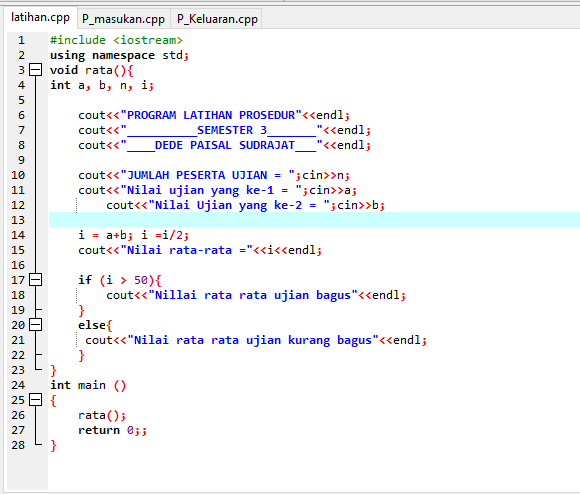 latihan.cpp P_masukan.cpp P_Keluaran.cpp
1 #include <iostream>
2 using namespace std;
3 void rata(){
4 int a, b, n, i;
5
6 cout<<"PROGRAM LATIHAN PROSEDUR"<<endl;
7 cout<<"__________SEMESTER 3_______"<<endl;
8 cout<<"____DEDE PAISAL SUDRAJAT___"<<endl;
9
10 cout<<"JUMLAH PESERTA UJIAN = ";cin>>n;
11 cout<<"Nilai ujian yang ke-1 = ";cin>>a;
12 cout<<"Nilai Ujian yang ke-2 = ";cin>>b;
13
14 i = a+b; i =i/2;
15 cout<<"Nilai rata-rata ="<<i<<endl;
16
17 if (i > 50){
18 cout<<"Nillai rata rata ujian bagus"<<endl;
19 }
20 else{
21 cout<<"Nilai rata rata ujian kurang bagus"<<endl;
22 }
23 }
24 int main ()
25 {
26 rata();
27 return 0;;
28 }